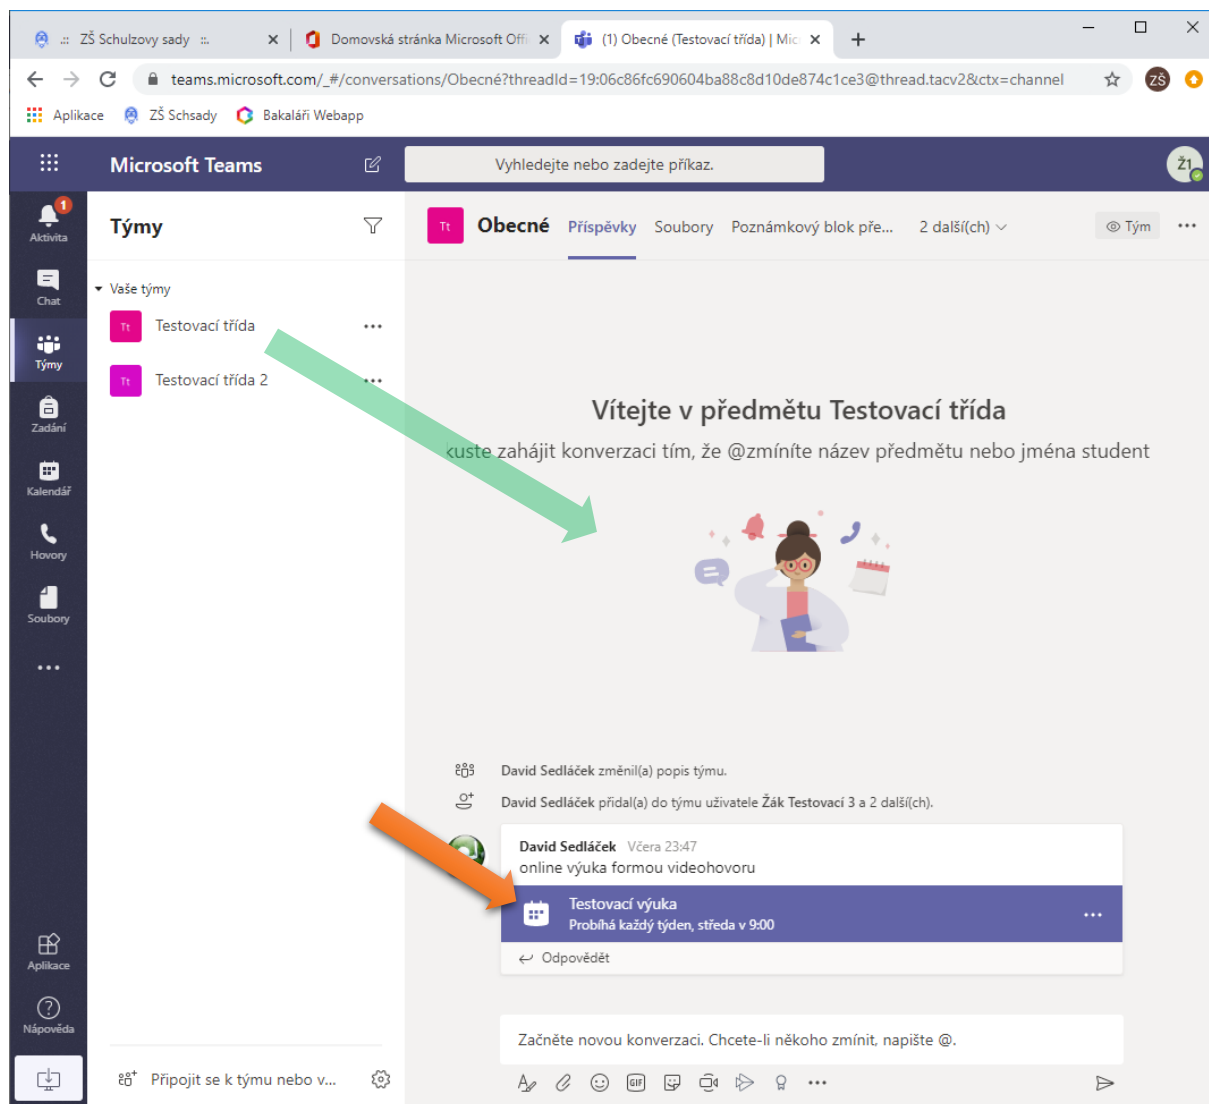 .:: ZŠ Schulzovy sady ::.
Domovská stránka Microsoft Offi
(1) Obecné (Testovací třída) | Mic
teams.microsoft.com/_#/conversations/Obecné?threadId=19:06c86fc690604ba88c8d10de874c1ce3@thread.tacv2&ctx=channel
ZŠ
Aplikace
ZŠ Schsady
Bakaláři Webapp
Microsoft Teams
Vyhledejte nebo zadejte příkaz.
Ž1
1
Aktivita
Chat
Týmy
Zadání
Kalendář
Hovory
Soubory
Aplikace
Nápověda
Týmy
Vaše týmy
Tt Testovací třída
Tt Testovací třída 2
Připojit se k týmu nebo v...
Tt Obecné Příspěvky Soubory Poznámkový blok pře... 2 další(ch) Tým
Vítejte v předmětu Testovací třída
kuste zahájit konverzaci tím, že @zmíníte název předmětu nebo jména student
David Sedláček změnil(a) popis týmu.
David Sedláček přidal(a) do týmu uživatele Žák Testovací 3 a 2 další(ch).
David Sedláček Včera 23:47
online výuka formou videohovoru
Testovací výuka
Probíhá každý týden, středa v 9:00
Odpovědět
Začněte novou konverzaci. Chcete-li někoho zmínit, napište @.
GIF